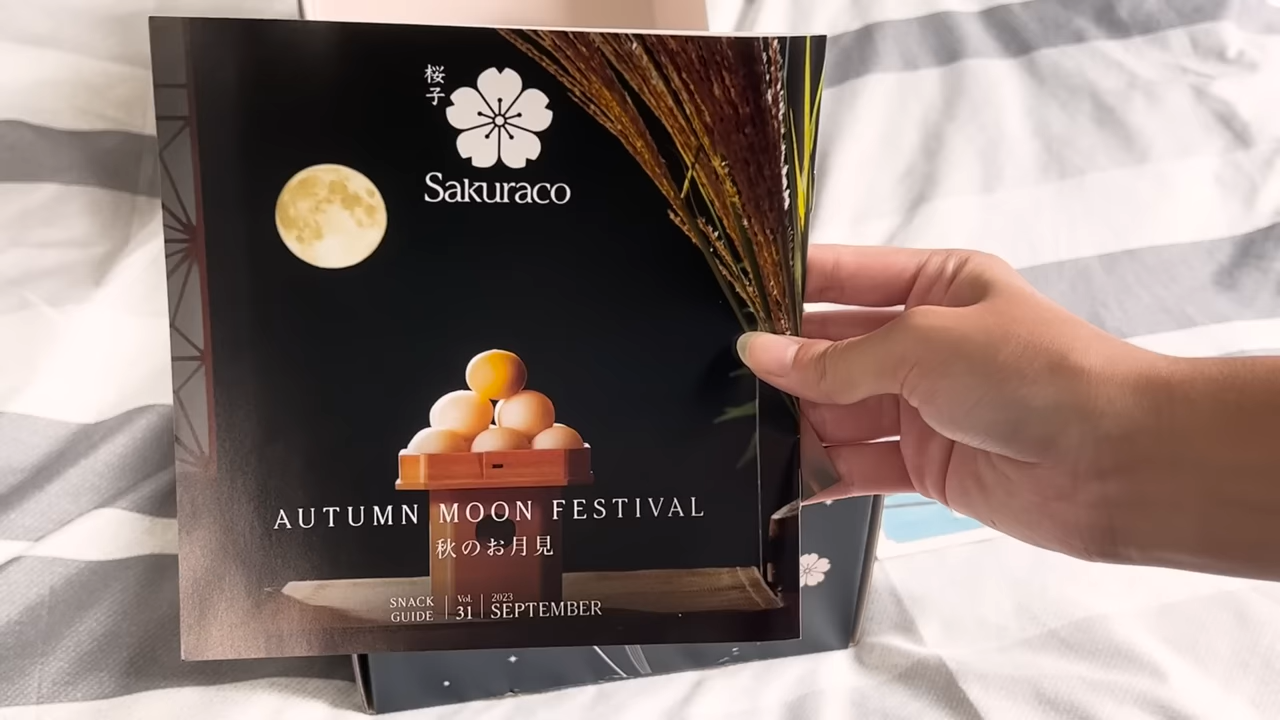 桜子
Sakuraco
AUTUMN MOON FESTIVAL
秋のお月見
SNACK GUIDE
Vol. 31
2023 SEPTEMBER